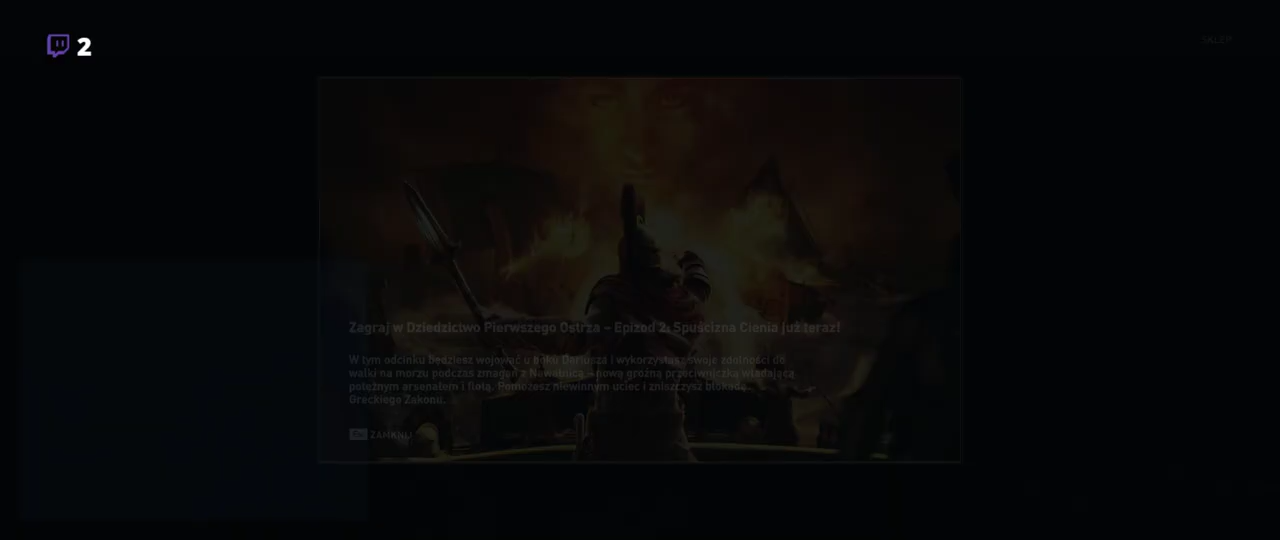 2
SKLEP
Zagraj w Dziedzictwo Pierwszego Ostrza – Epizod 2: Spuścizna Cienia już teraz!
W tym odcinku będziesz wojować u boku Dariusza i wykorzystasz swoje zdolności do
walki na morzu podczas zmagań z Nawałnicą – nową groźną przeciwniczką władającą
potężnym arsenałem i flotą. Pomożesz niewinnym uciec i zniszczysz blokadę
Greckiego Zakonu.
Esc ZAMKNIJ